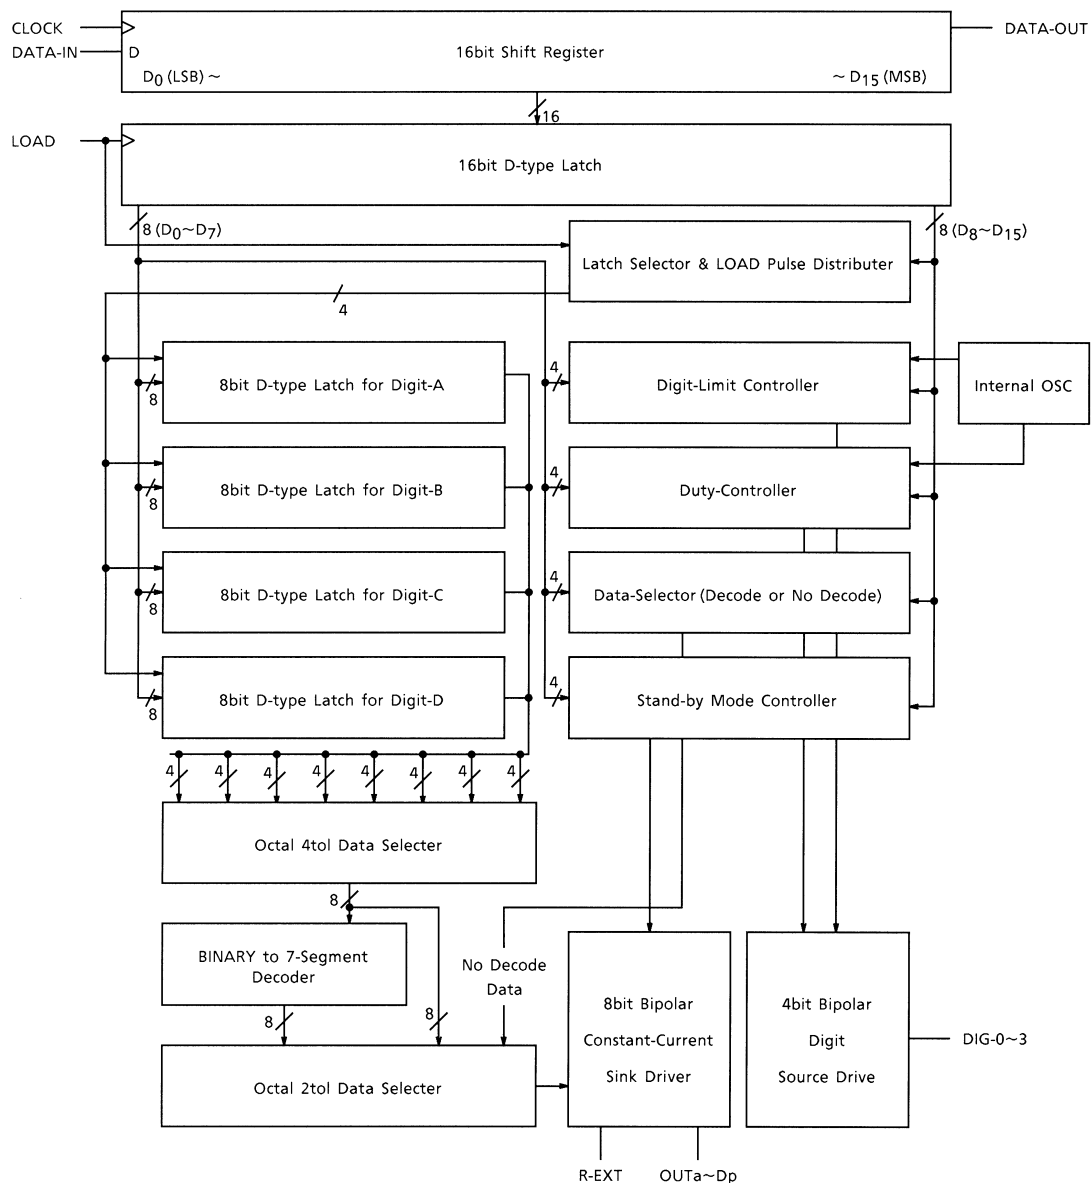 CLOCK
DATA-OUT
DATA-IN
D
16bit Shift Register
D0 (LSB) ~
~ D15 (MSB)
16
LOAD
16bit D-type Latch
8 (D0~D7)
8 (D8~D15)
Latch Selector & LOAD Pulse Distributer
4
8bit D-type Latch for Digit-A
8
4
Digit-Limit Controller
Internal OSC
8bit D-type Latch for Digit-B
8
4
Duty-Controller
8bit D-type Latch for Digit-C
8
4
Data-Selector (Decode or No Decode)
8bit D-type Latch for Digit-D
8
4
Stand-by Mode Controller
4 4 4 4 4 4 4 4
Octal 4tol Data Selecter
8
BINARY to 7-Segment
Decoder
No Decode
Data
8
8
8bit Bipolar
Constant-Current
Sink Driver
4bit Bipolar
Digit
Source Drive
DIG-0~3
Octal 2tol Data Selecter
R-EXT
OUTa~Dp